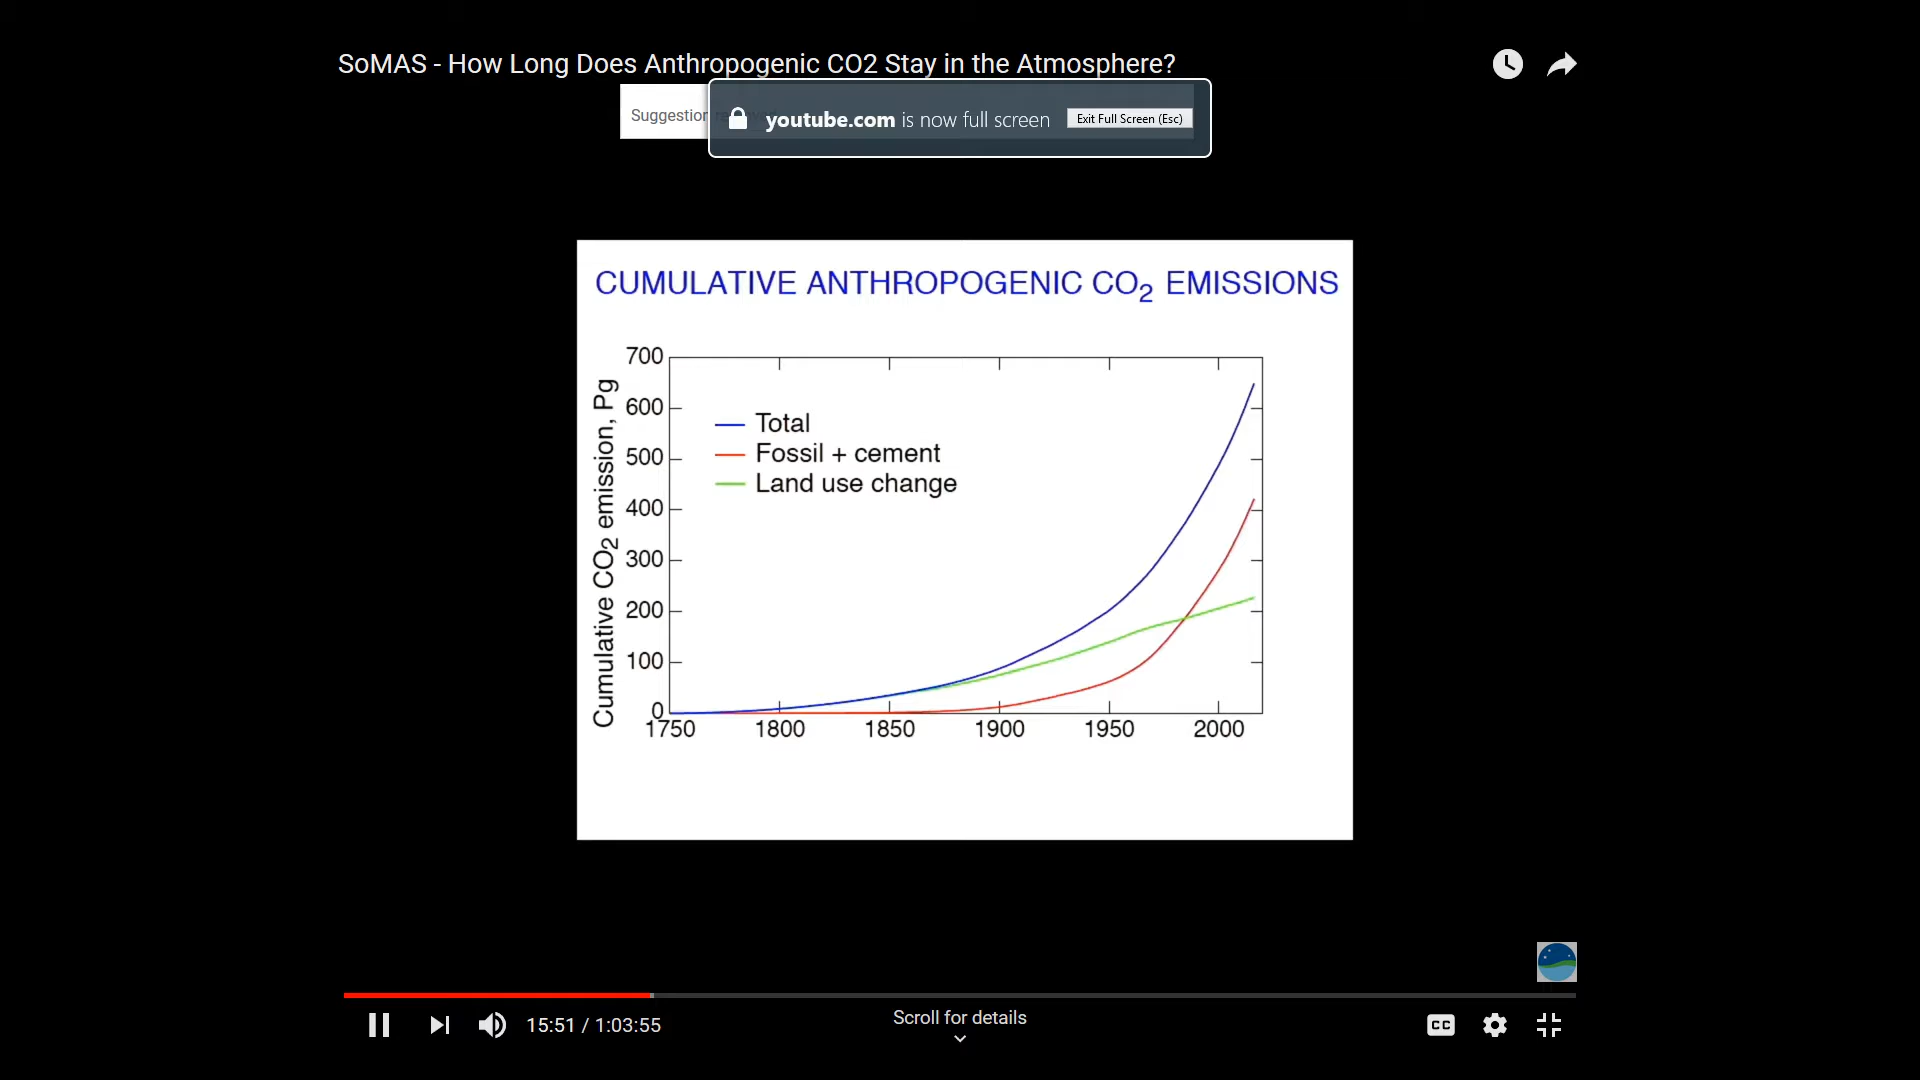 SoMAS - How Long Does Anthropogenic CO2 Stay in the Atmosphere?
Suggestion
youtube.com is now full screen Exit Full Screen (Esc)
CUMULATIVE ANTHROPOGENIC CO2 EMISSIONS
Cumulative CO2 emission, Pg
700
600
500
400
300
200
100
0
Total
Fossil + cement
Land use change
1750 1800 1850 1900 1950 2000
15:51 / 1:03:55
Scroll for details
CC